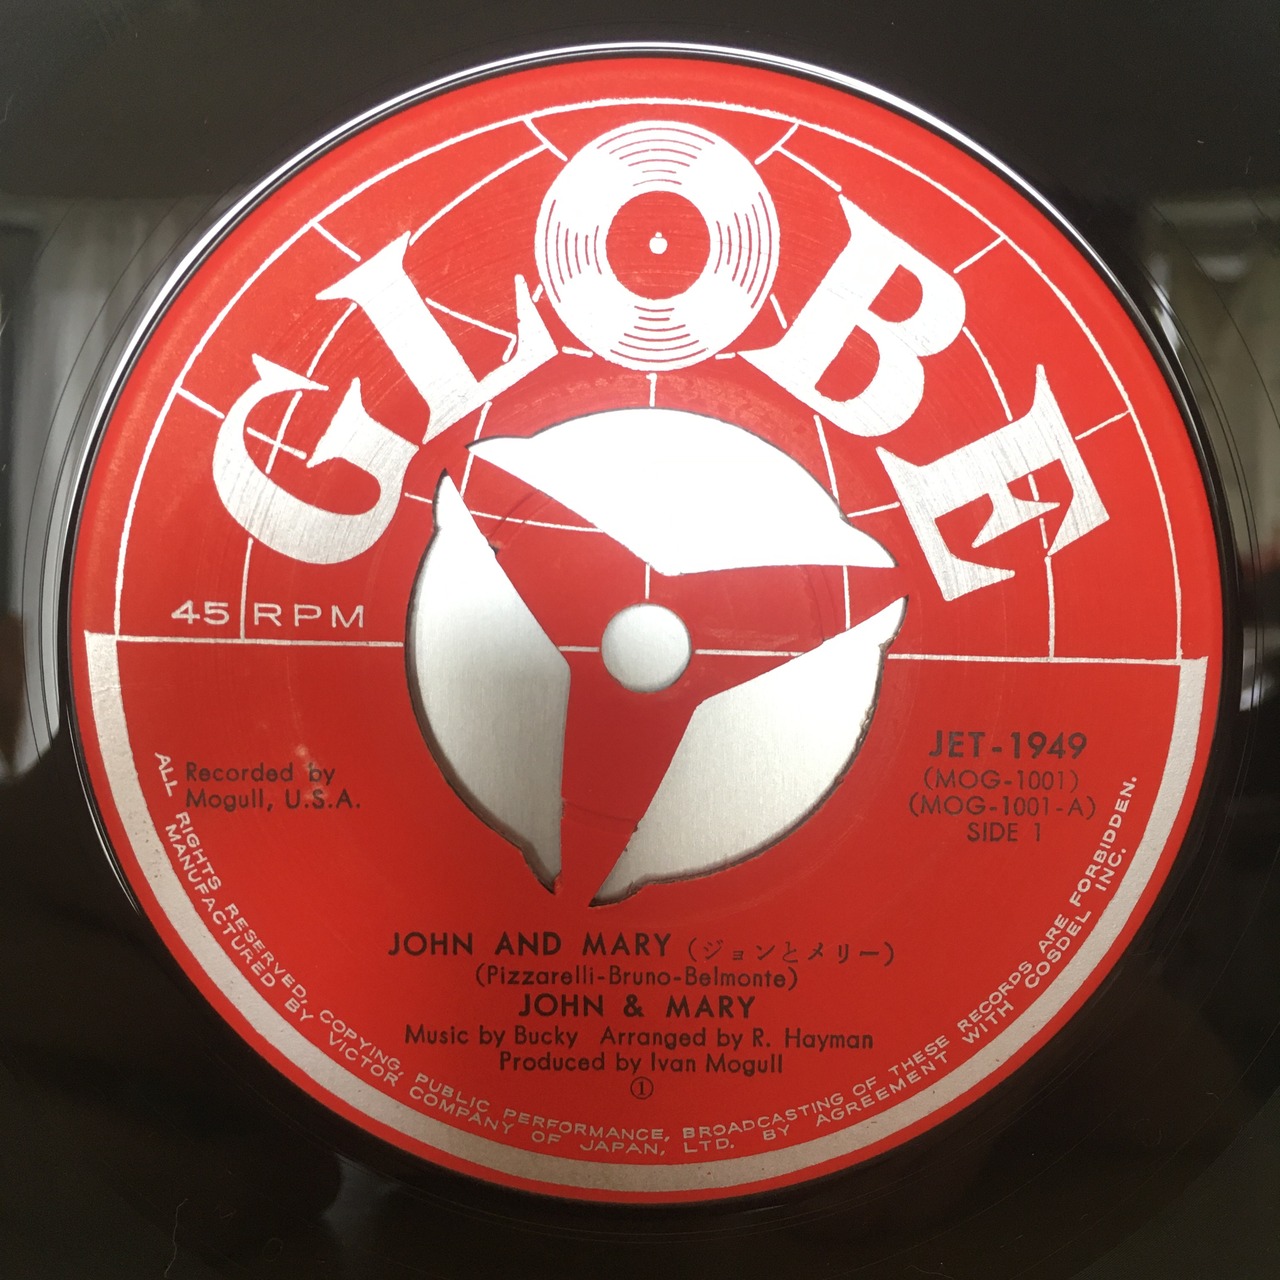 GLOBE
45 RPM
Recorded by
Mogull, U.S.A.
JET-1949
(MOG-1001)
(MOG-1001-A)
SIDE 1
JOHN AND MARY (ジョンとメリー)
(Pizzarelli-Bruno-Belmonte)
JOHN & MARY
Music by Bucky Arranged by R. Hayman
Produced by Ivan Mogull
①
ALL RIGHTS RESERVED, COPYING, PUBLIC PERFORMANCE, BROADCASTING OF THESE RECORDS ARE FORBIDDEN.
MANUFACTURED BY VICTOR COMPANY OF JAPAN, LTD. BY AGREEMENT WITH COSDEL INC.